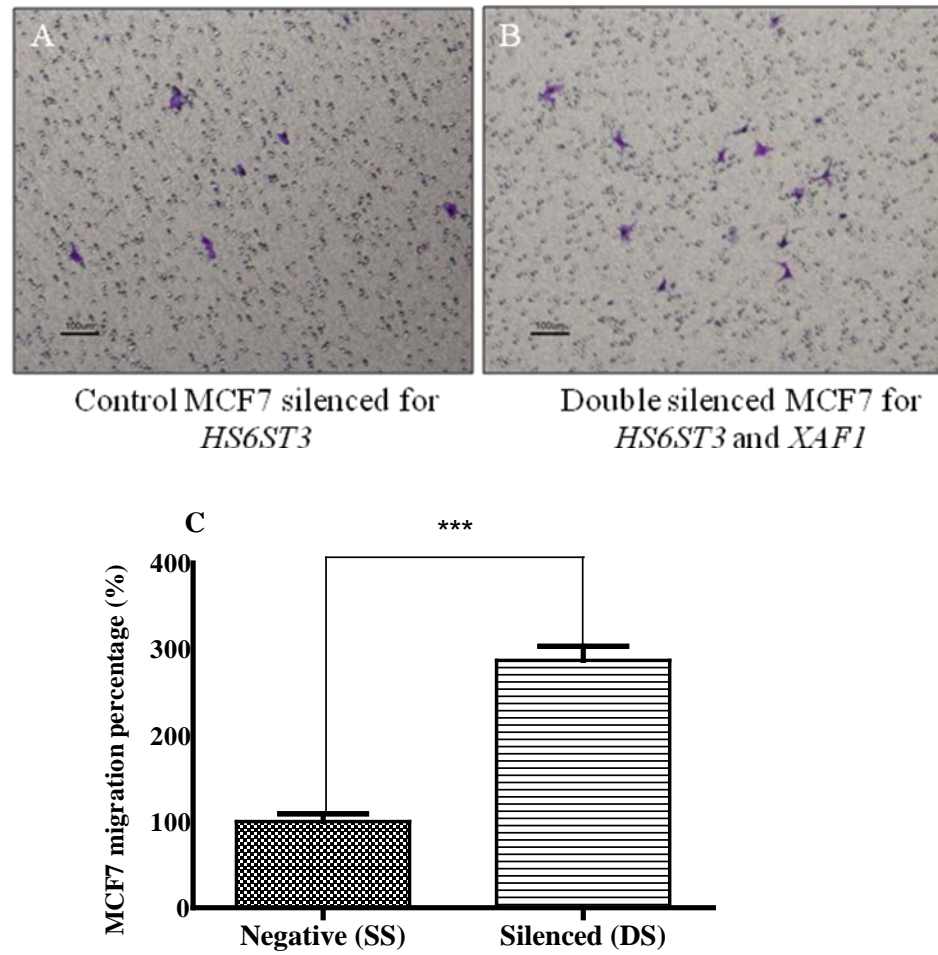 A
B
100μm
100μm
Control MCF7 silenced for
HS6ST3
Double silenced MCF7 for
HS6ST3 and XAF1
C
***
MCF7 migration percentage (%)
400
300
200
100
0
Negative (SS)
Silenced (DS)